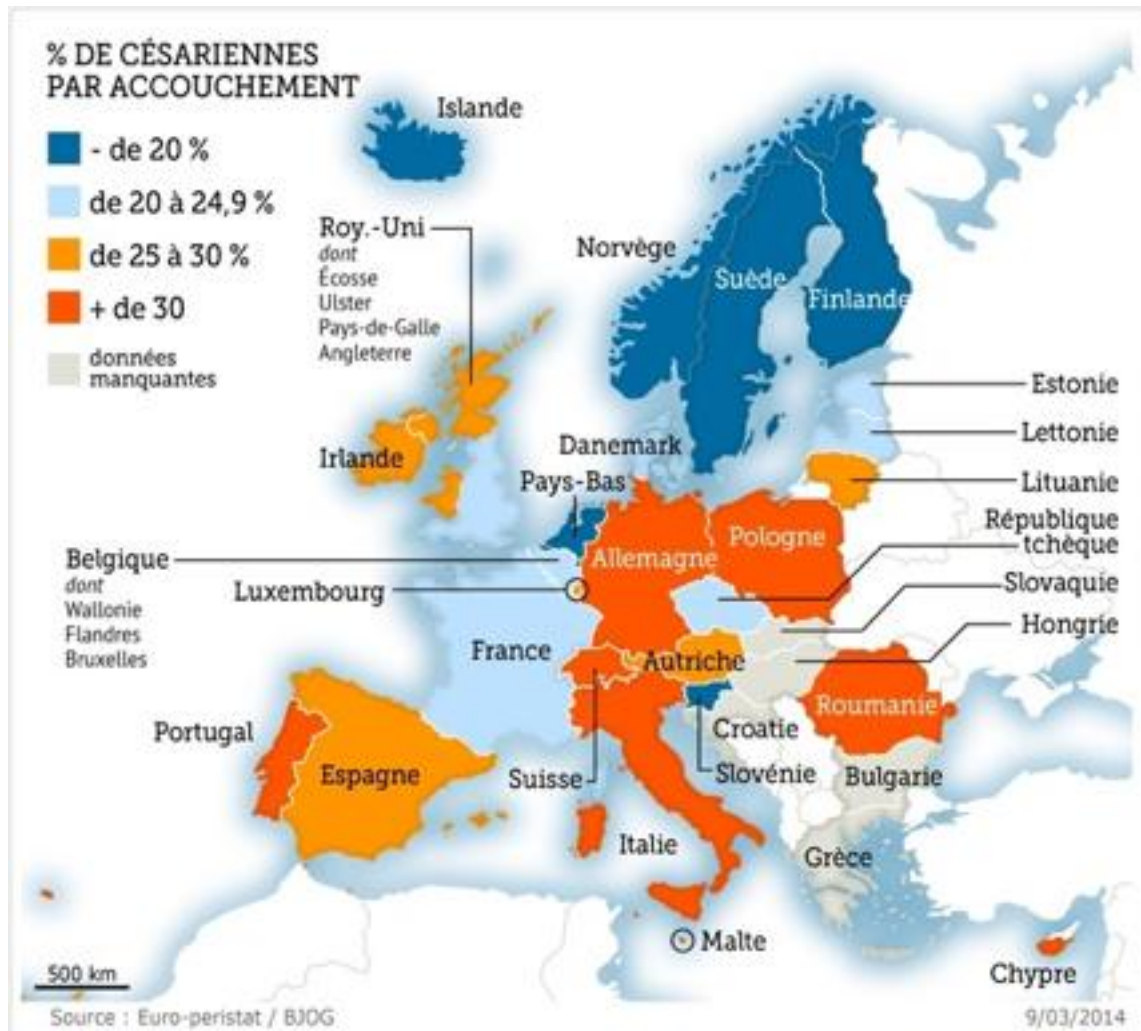 % DE CÉSARIENNES
PAR ACCOUCHEMENT
- de 20 %
de 20 à 24,9 %
de 25 à 30 %
+ de 30
données
manquantes
Islande
Roy.-Uni
dont
Écosse
Ulster
Pays-de-Galle
Angleterre
Norvège
Suède
Finlande
Estonie
Lettonie
Lituanie
Irlande
Danemark
Pays-Bas
République
tchèque
Pologne
Allemagne
Belgique
dont
Wallonie
Flandres
Bruxelles
Luxembourg
Slovaquie
Hongrie
France
Autriche
Roumanie
Portugal
Espagne
Suisse
Croatie
Slovénie
Bulgarie
Italie
Grèce
Malte
Chypre
500 km
Source : Euro-peristat / BJOG
9/03/2014